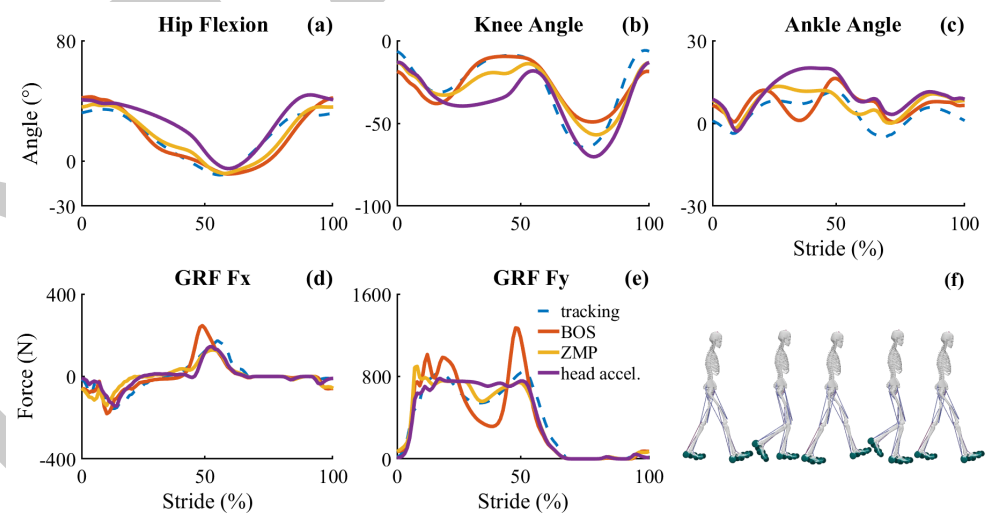 Hip Flexion (a)
Knee Angle (b)
Ankle Angle (c)
Angle (°)
80
0
-30
0 50 100
0
-50
-100
0 50 100
30
0
-30
0 50 100
Stride (%)
GRF Fx (d)
GRF Fy (e)
(f)
Force (N)
400
0
-400
0 50 100
Stride (%)
1600
800
0
0 50 100
Stride (%)
tracking
BOS
ZMP
head accel.